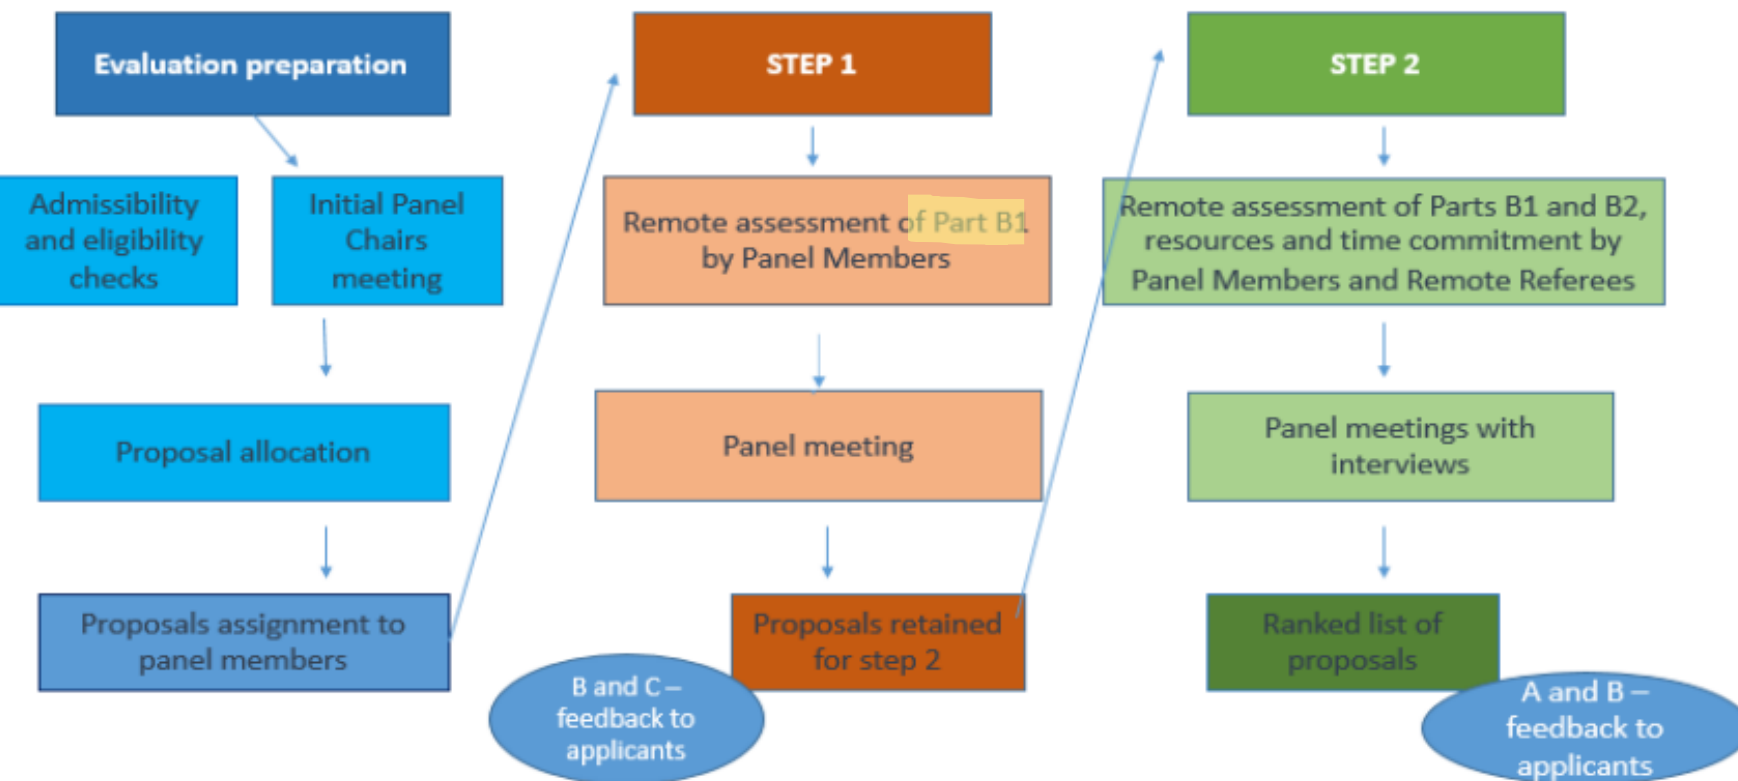 Evaluation preparation
Admissibility
and eligibility
checks
Initial Panel
Chairs
meeting
Proposal allocation
Proposals assignment to
panel members
STEP 1
Remote assessment of Part B1
by Panel Members
Panel meeting
Proposals retained
for step 2
B and C –
feedback to
applicants
STEP 2
Remote assessment of Parts B1 and B2,
resources and time commitment by
Panel Members and Remote Referees
Panel meetings with
interviews
Ranked list of
proposals
A and B –
feedback to
applicants